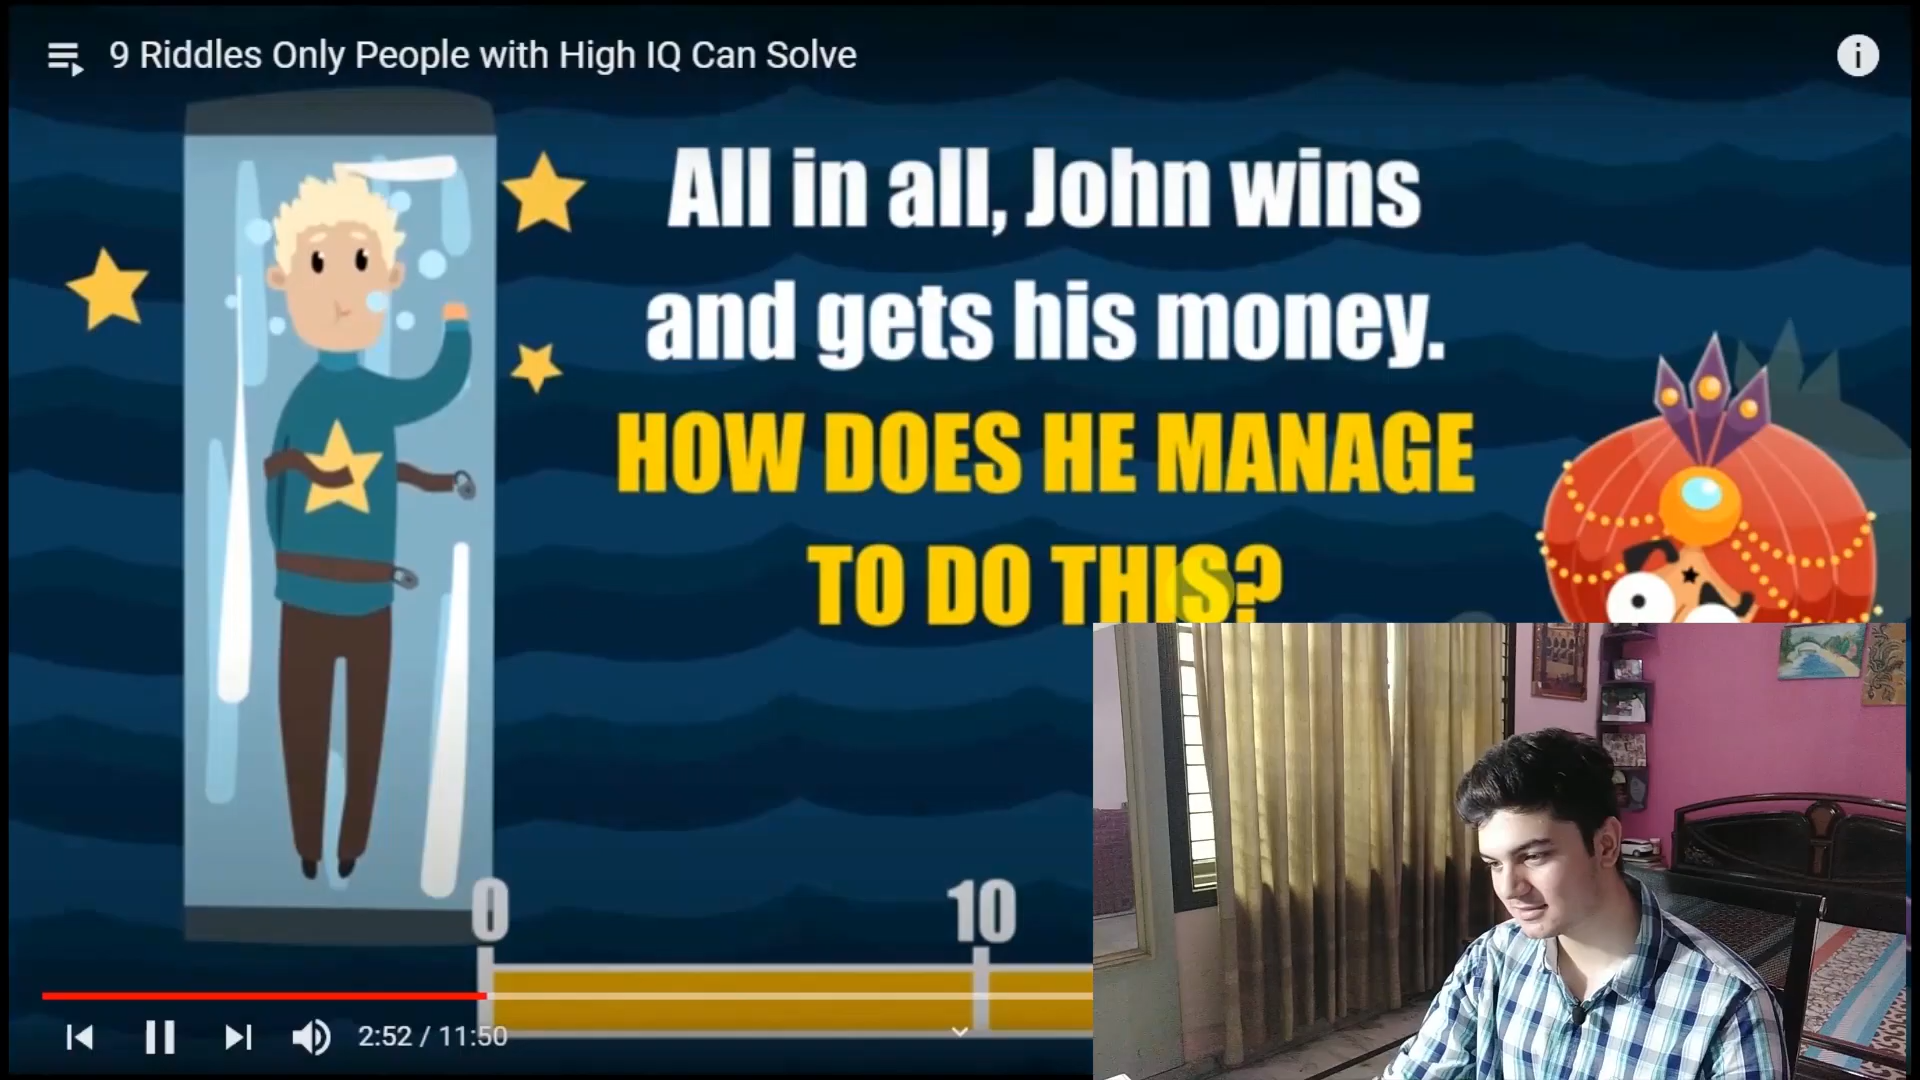 9 Riddles Only People with High IQ Can Solve
i
All in all, John wins
and gets his money.
HOW DOES HE MANAGE
TO DO THIS?
0
10
2:52 / 11:50